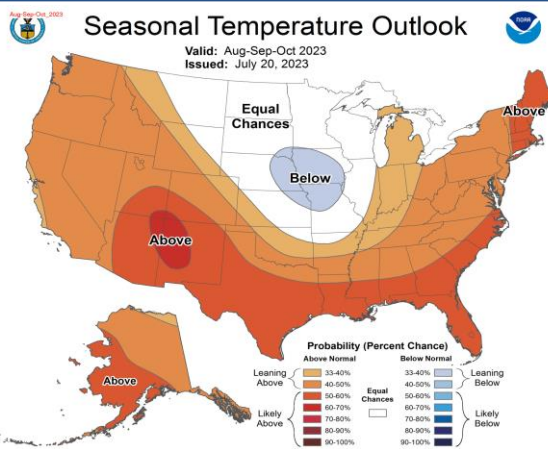 Aug-Sep-Oct 2023
Seasonal Temperature Outlook
NOAA
Valid: Aug-Sep-Oct 2023
Issued: July 20, 2023
Equal
Chances
Above
Below
Above
Above
Probability (Percent Chance)
Above Normal
Below Normal
Leaning
Above
33-40%
40-50%
Likely
Above
50-60%
60-70%
70-80%
80-90%
90-100%
Equal
Chances
33-40%
40-50%
Leaning
Below
50-60%
60-70%
70-80%
80-90%
90-100%
Likely
Below